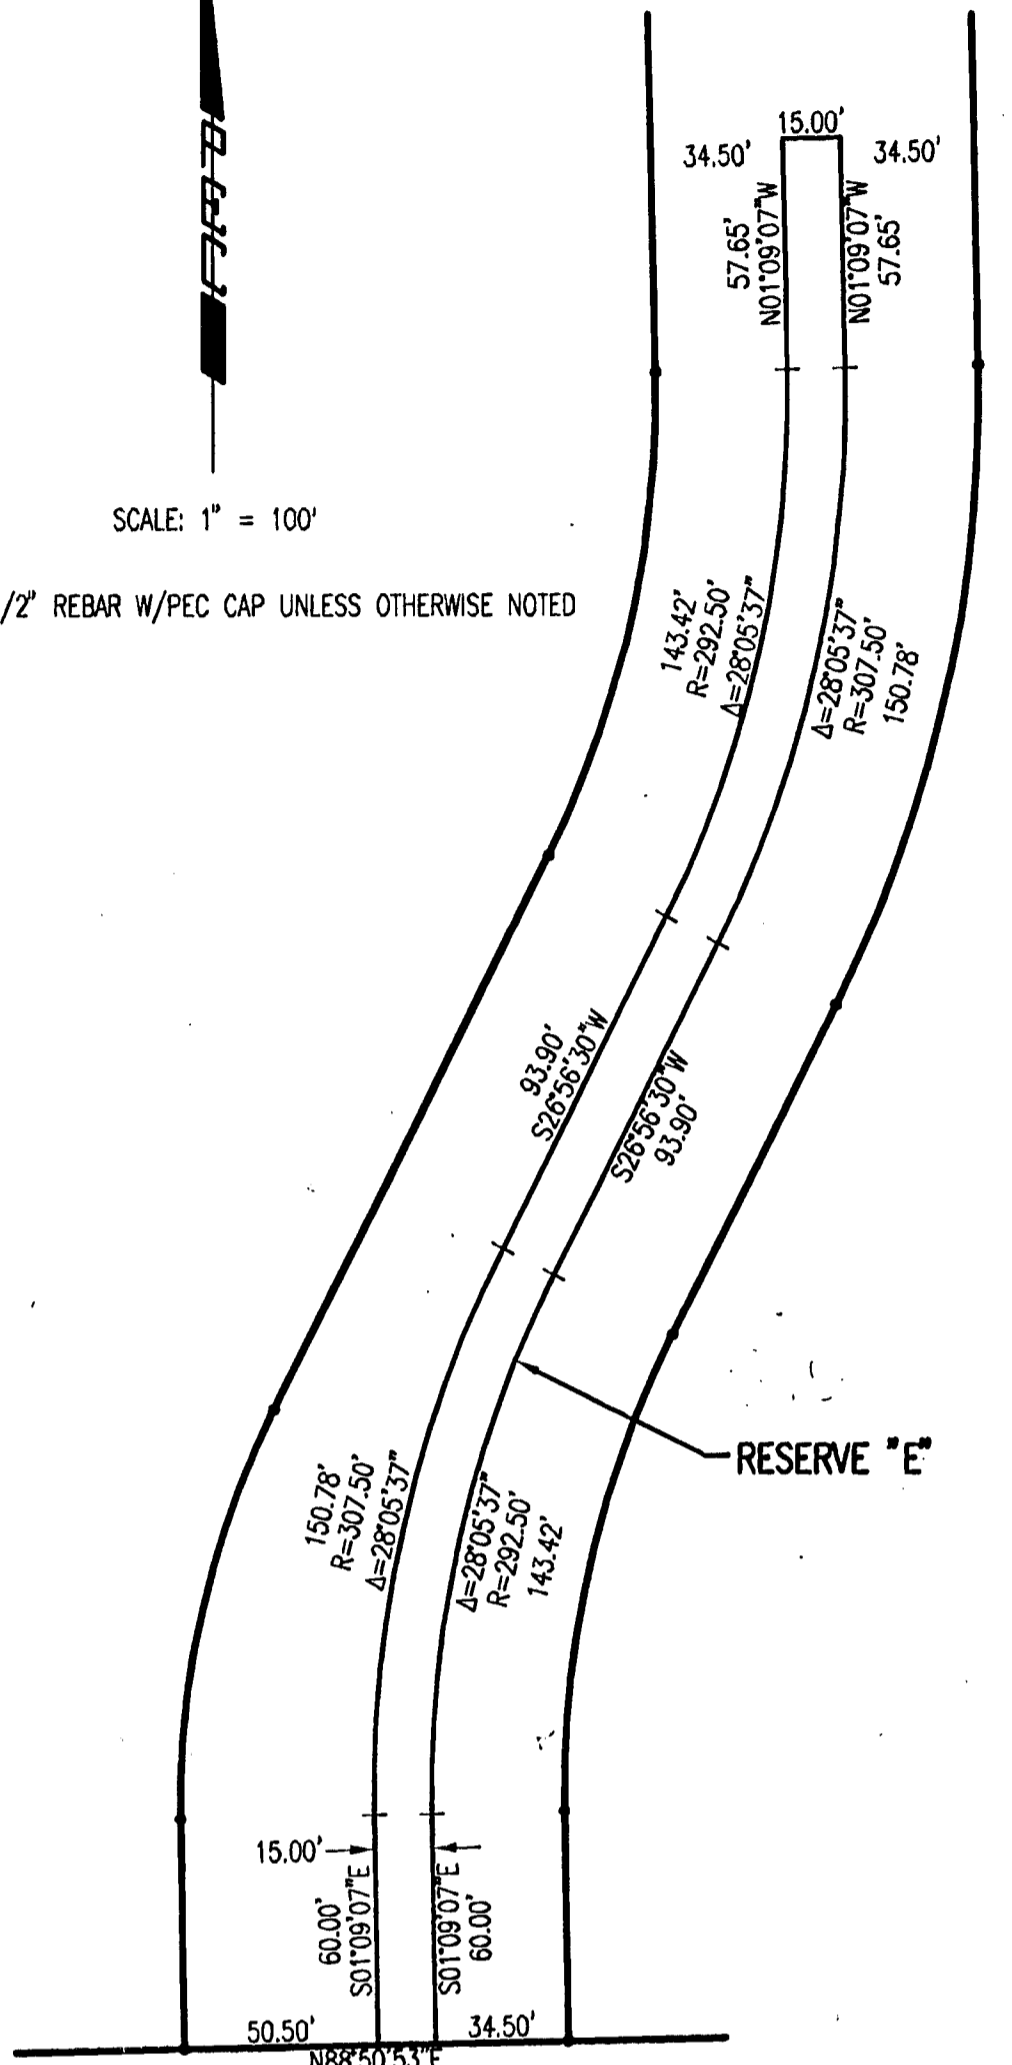 PEC
15.00'
34.50'
34.50'
57.65'
N01°09'07"W
N01°09'07"W
57.65'
SCALE: 1" = 100'
/2" REBAR W/PEC CAP UNLESS OTHERWISE NOTED
143.42'
R=292.50'
Δ=28°05'37"
Δ=28°05'37"
R=307.50'
150.78'
93.90'
S26°56'30"W
S26°56'30"W
93.90'
RESERVE "E"
150.78'
R=307.50'
Δ=28°05'37"
Δ=28°05'37"
R=292.50'
143.42'
15.00'
60.00'
S01°09'07"E
S01°09'07"E
60.00'
50.50'
34.50'
N88°50'53"E